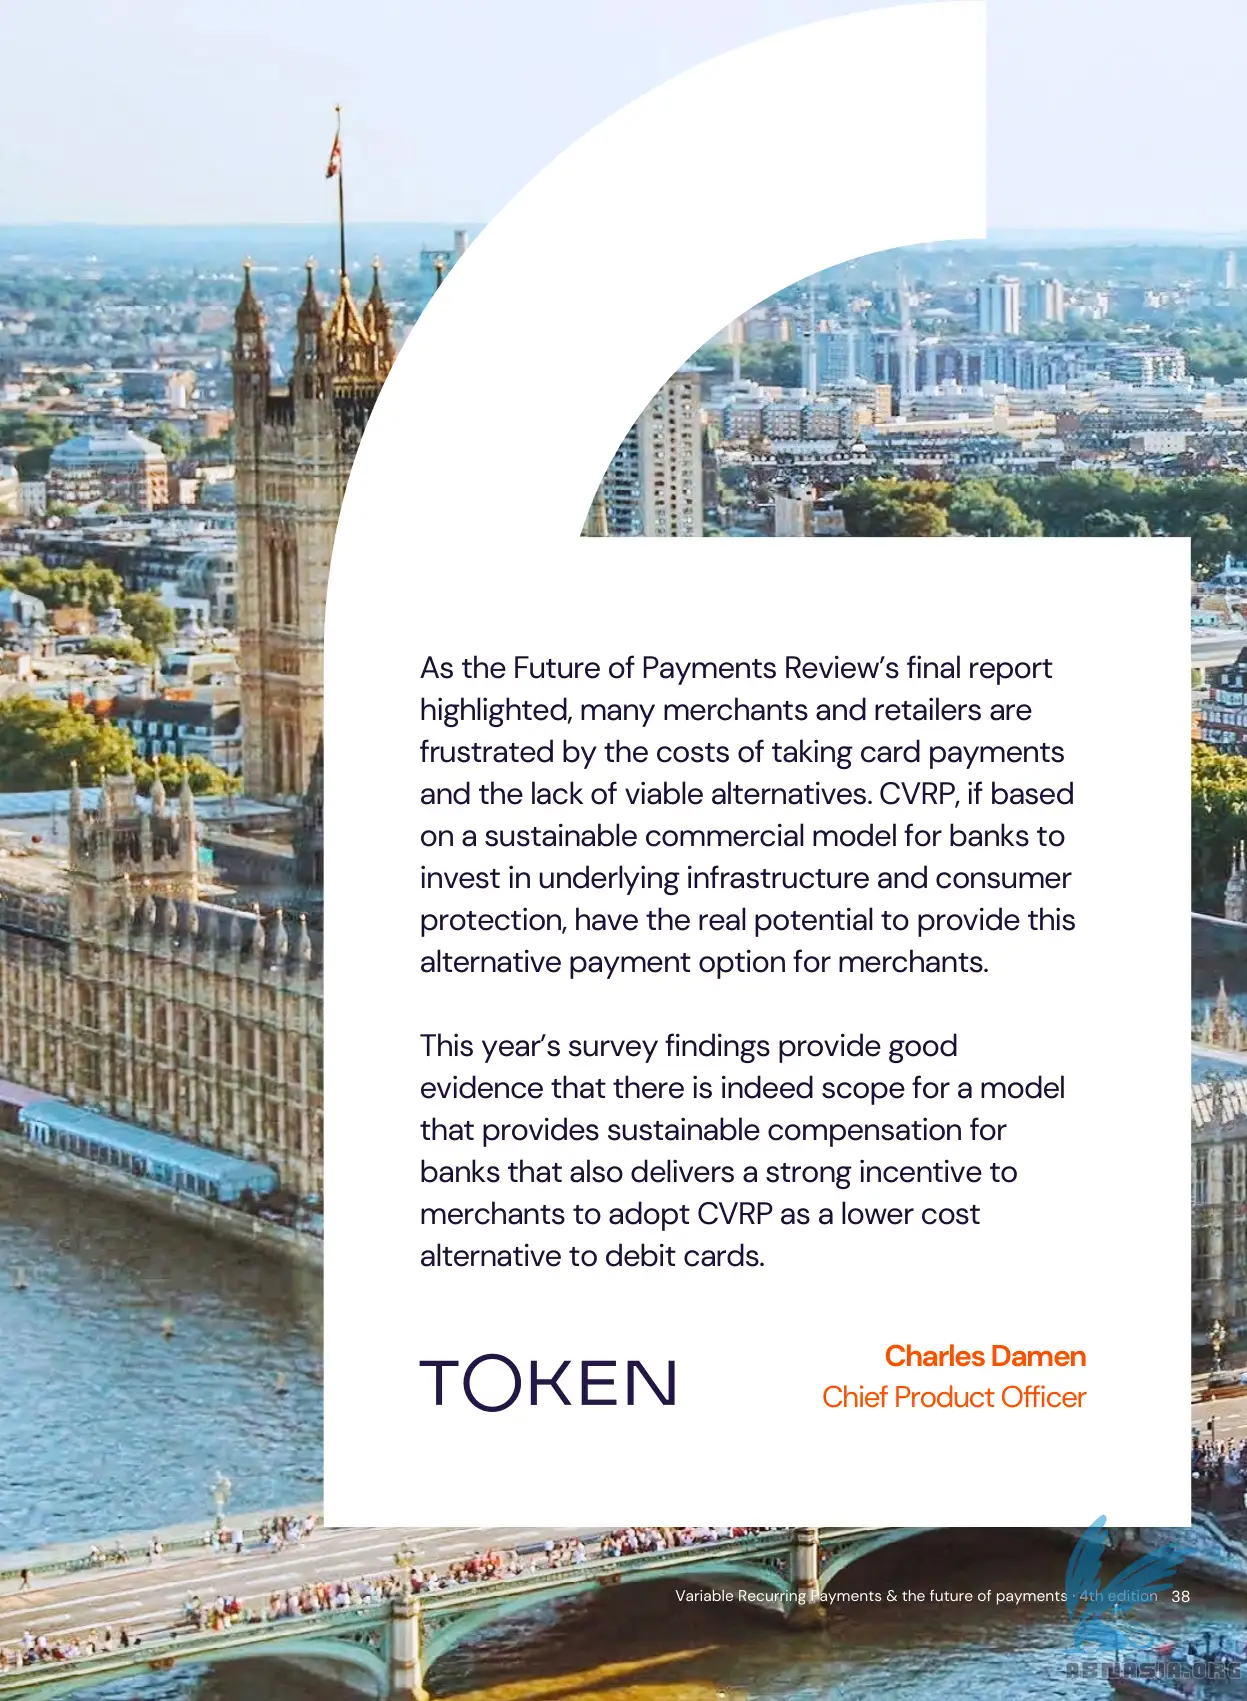 As the Future of Payments Review’s final report
highlighted, many merchants and retailers are
frustrated by the costs of taking card payments
and the lack of viable alternatives. CVRP, if based
on a sustainable commercial model for banks to
invest in underlying infrastructure and consumer
protection, have the real potential to provide this
alternative payment option for merchants.
This year’s survey findings provide good
evidence that there is indeed scope for a model
that provides sustainable compensation for
banks that also delivers a strong incentive to
merchants to adopt CVRP as a lower cost
alternative to debit cards.
TOKEN
Charles Damen
Chief Product Officer
Variable Recurring Payments & the future of payments · 4th edition 38
ABNASIA.ORG